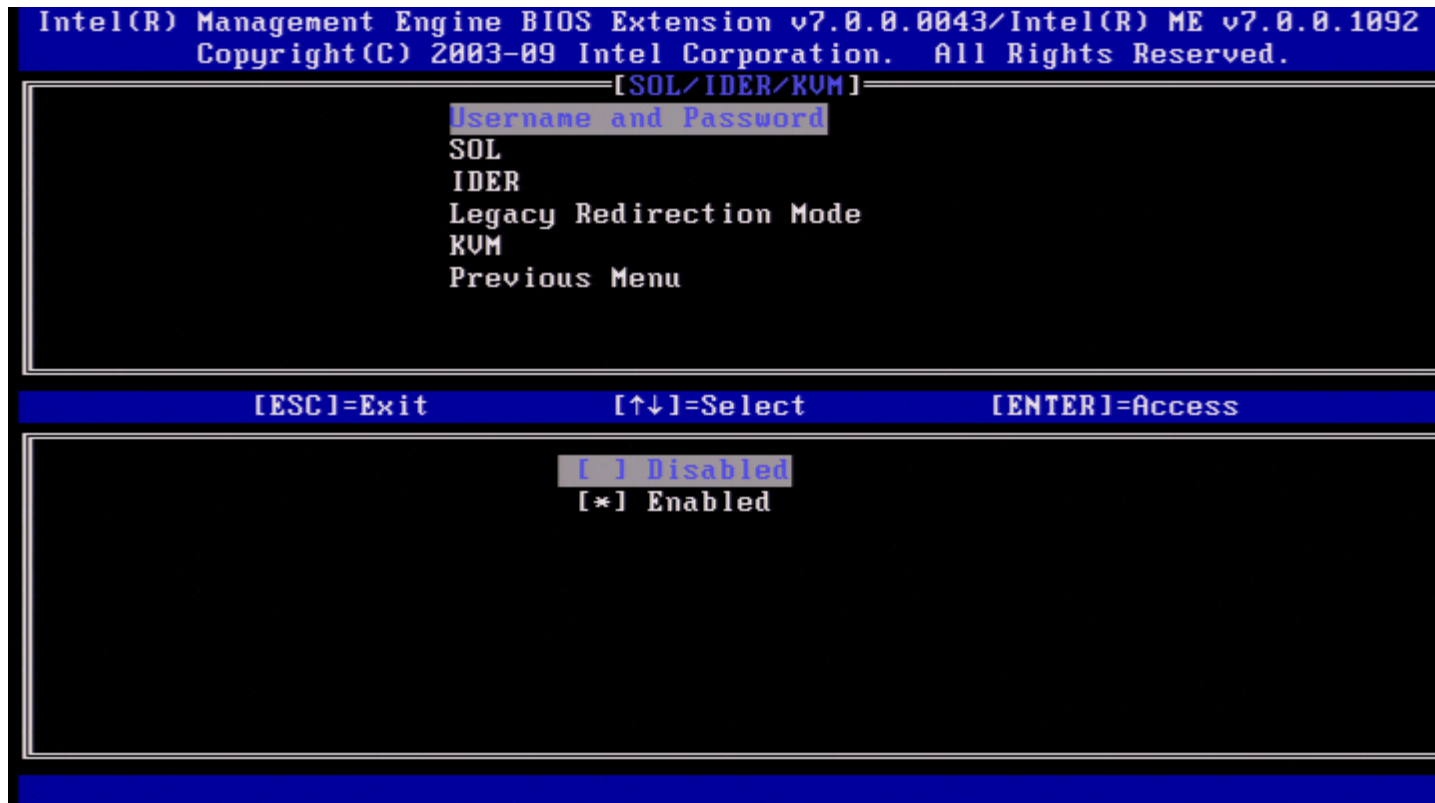 Intel(R) Management Engine BIOS Extension v7.0.0.0043/Intel(R) ME v7.0.0.1092
Copyright(C) 2003-09 Intel Corporation. All Rights Reserved.
[SOL/IDER/KVM]
Username and Password
SOL
IDER
Legacy Redirection Mode
KVM
Previous Menu
[ESC]=Exit [↑↓]=Select [ENTER]=Access
[ ] Disabled
[*] Enabled